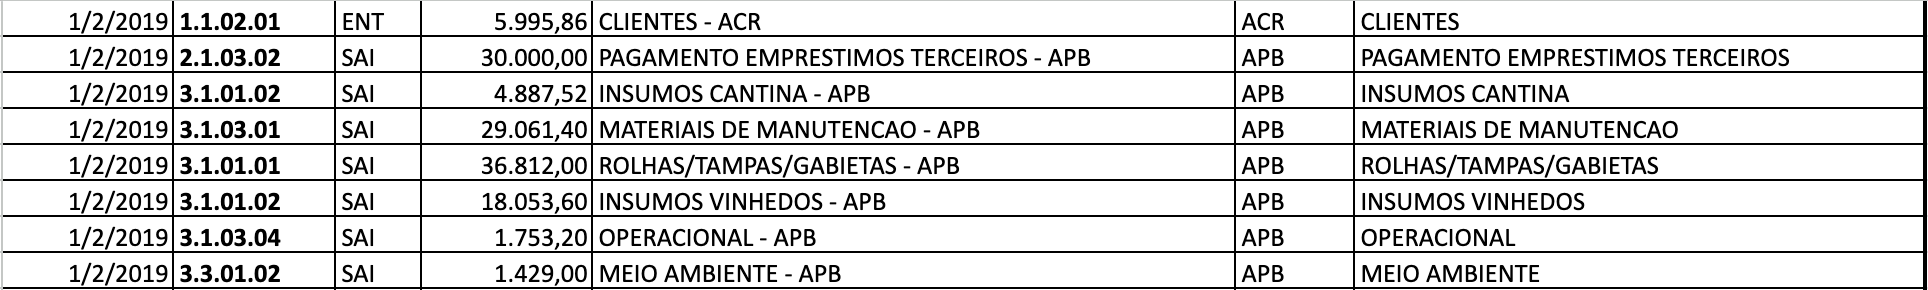 1/2/2019 1.1.02.01 ENT 5.995,86 CLIENTES - ACR ACR CLIENTES
1/2/2019 2.1.03.02 SAI 30.000,00 PAGAMENTO EMPRESTIMOS TERCEIROS - APB APB PAGAMENTO EMPRESTIMOS TERCEIROS
1/2/2019 3.1.01.02 SAI 4.887,52 INSUMOS CANTINA - APB APB INSUMOS CANTINA
1/2/2019 3.1.03.01 SAI 29.061,40 MATERIAIS DE MANUTENCAO - APB APB MATERIAIS DE MANUTENCAO
1/2/2019 3.1.01.01 SAI 36.812,00 ROLHAS/TAMPAS/GABIETAS - APB APB ROLHAS/TAMPAS/GABIETAS
1/2/2019 3.1.01.02 SAI 18.053,60 INSUMOS VINHEDOS - APB APB INSUMOS VINHEDOS
1/2/2019 3.1.03.04 SAI 1.753,20 OPERACIONAL - APB APB OPERACIONAL
1/2/2019 3.3.01.02 SAI 1.429,00 MEIO AMBIENTE - APB APB MEIO AMBIENTE